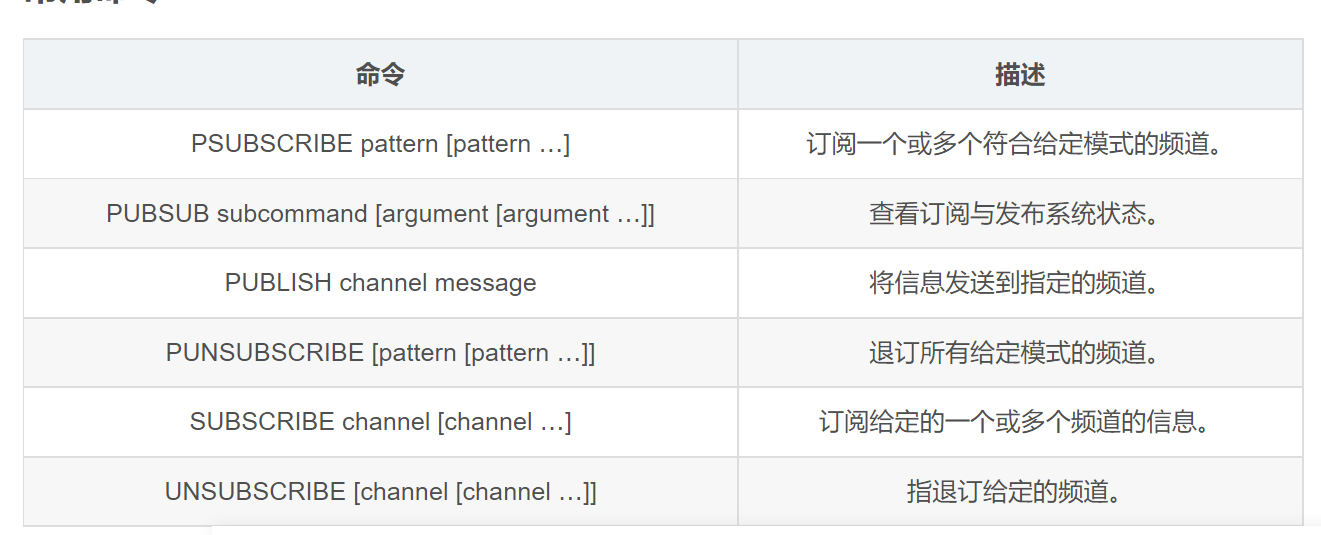 命令 描述
PSUBSCRIBE pattern [pattern …] 订阅一个或多个符合给定模式的频道。
PUBSUB subcommand [argument [argument …]] 查看订阅与发布系统状态。
PUBLISH channel message 将信息发送到指定的频道。
PUNSUBSCRIBE [pattern [pattern …]] 退订所有给定模式的频道。
SUBSCRIBE channel [channel …] 订阅给定的一个或多个频道的信息。
UNSUBSCRIBE [channel [channel …]] 指退订给定的频道。